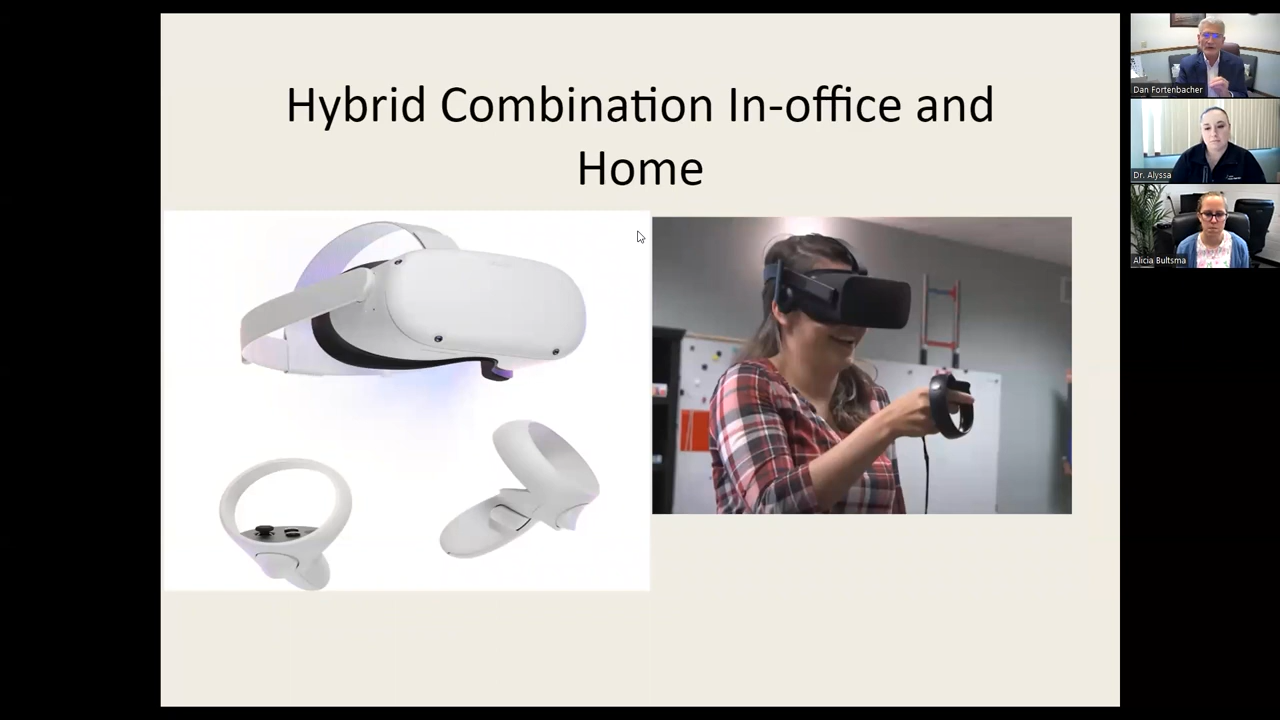 Hybrid Combination In-office and
Home
Dan Fortenbacher
Dr. Alyssa
Alicia Bultsma